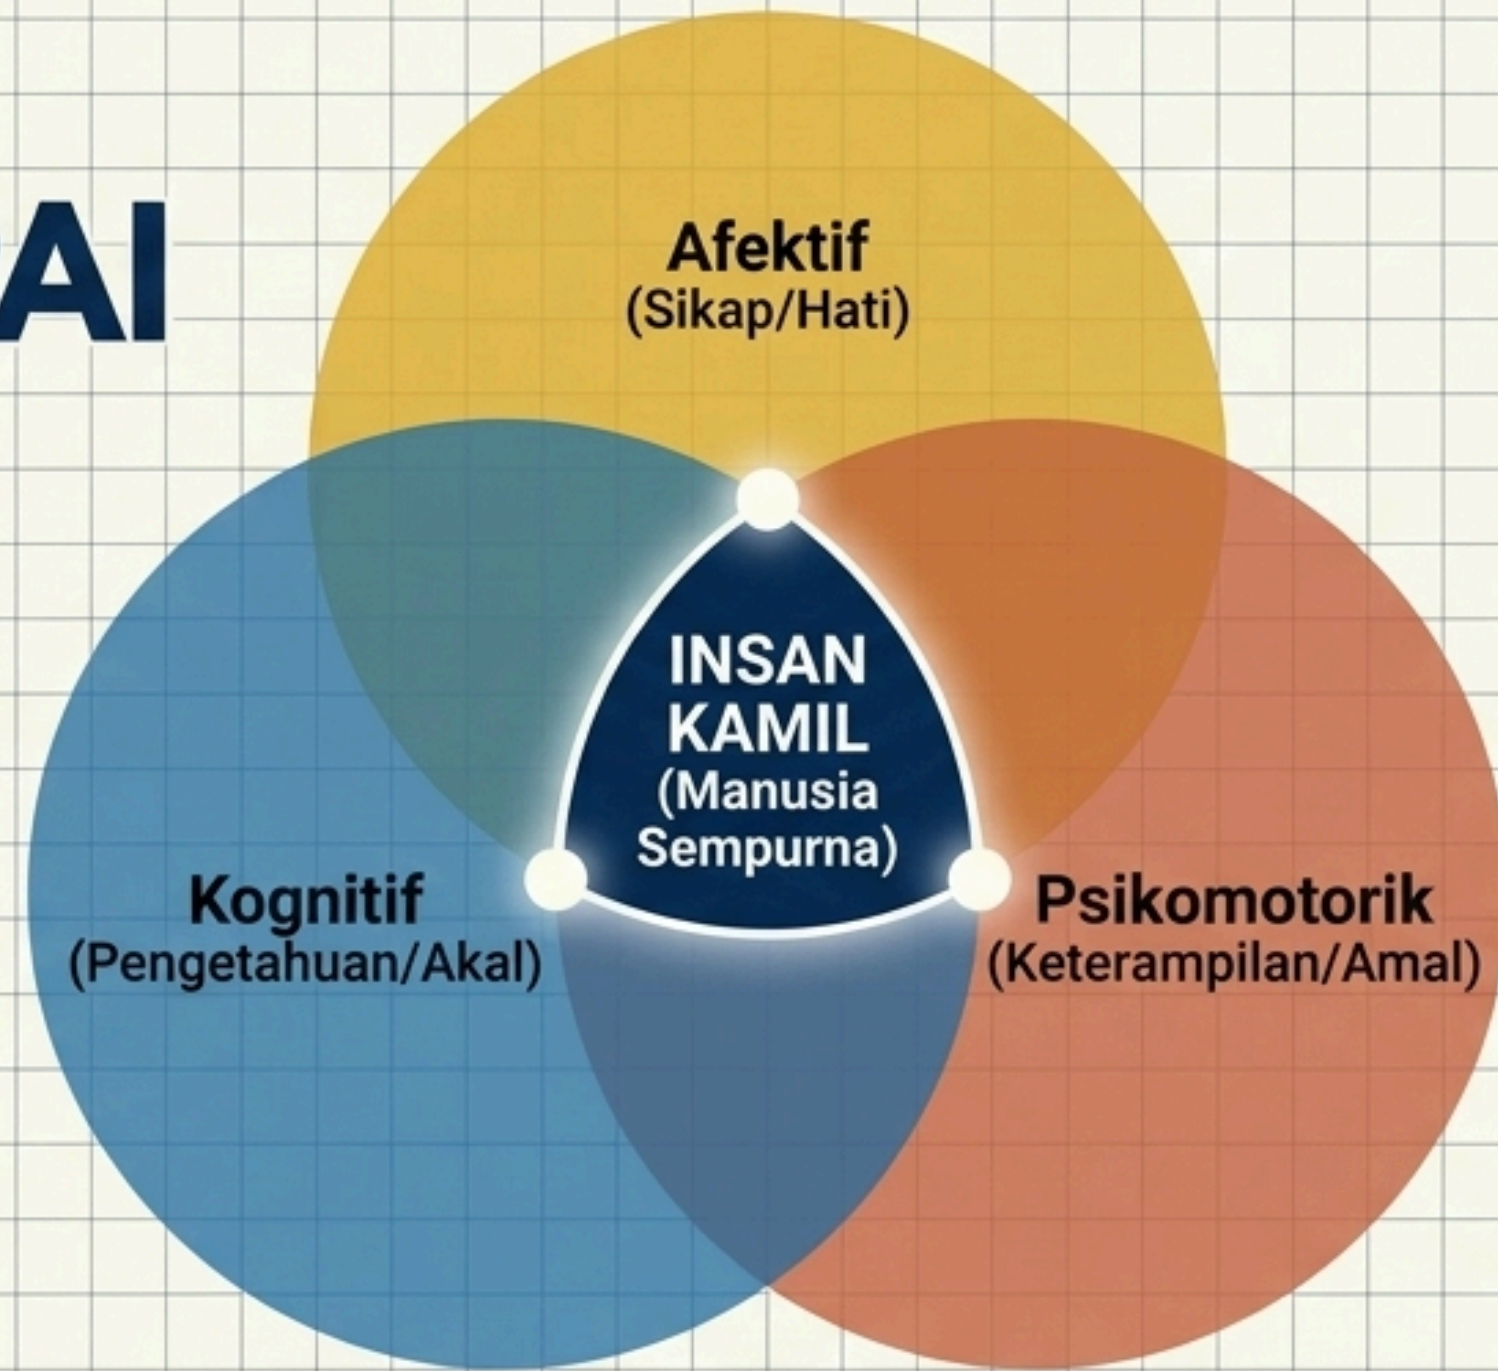 AI
Afektif
(Sikap/Hati)
INSAN
KAMIL
(Manusia
Sempurna)
Kognitif
(Pengetahuan/Akal)
Psikomotorik
(Keterampilan/Amal)